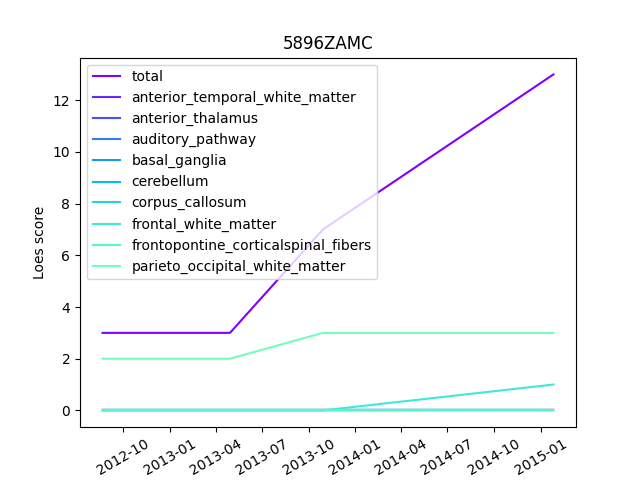 5896ZAMC
total
anterior_temporal_white_matter
anterior_thalamus
auditory_pathway
basal_ganglia
cerebellum
corpus_callosum
frontal_white_matter
frontopontine_corticalspinal_fibers
parieto_occipital_white_matter
Loes score
12
10
8
6
4
2
0
2012-10
2013-01
2013-04
2013-07
2013-10
2014-01
2014-04
2014-07
2014-10
2015-01